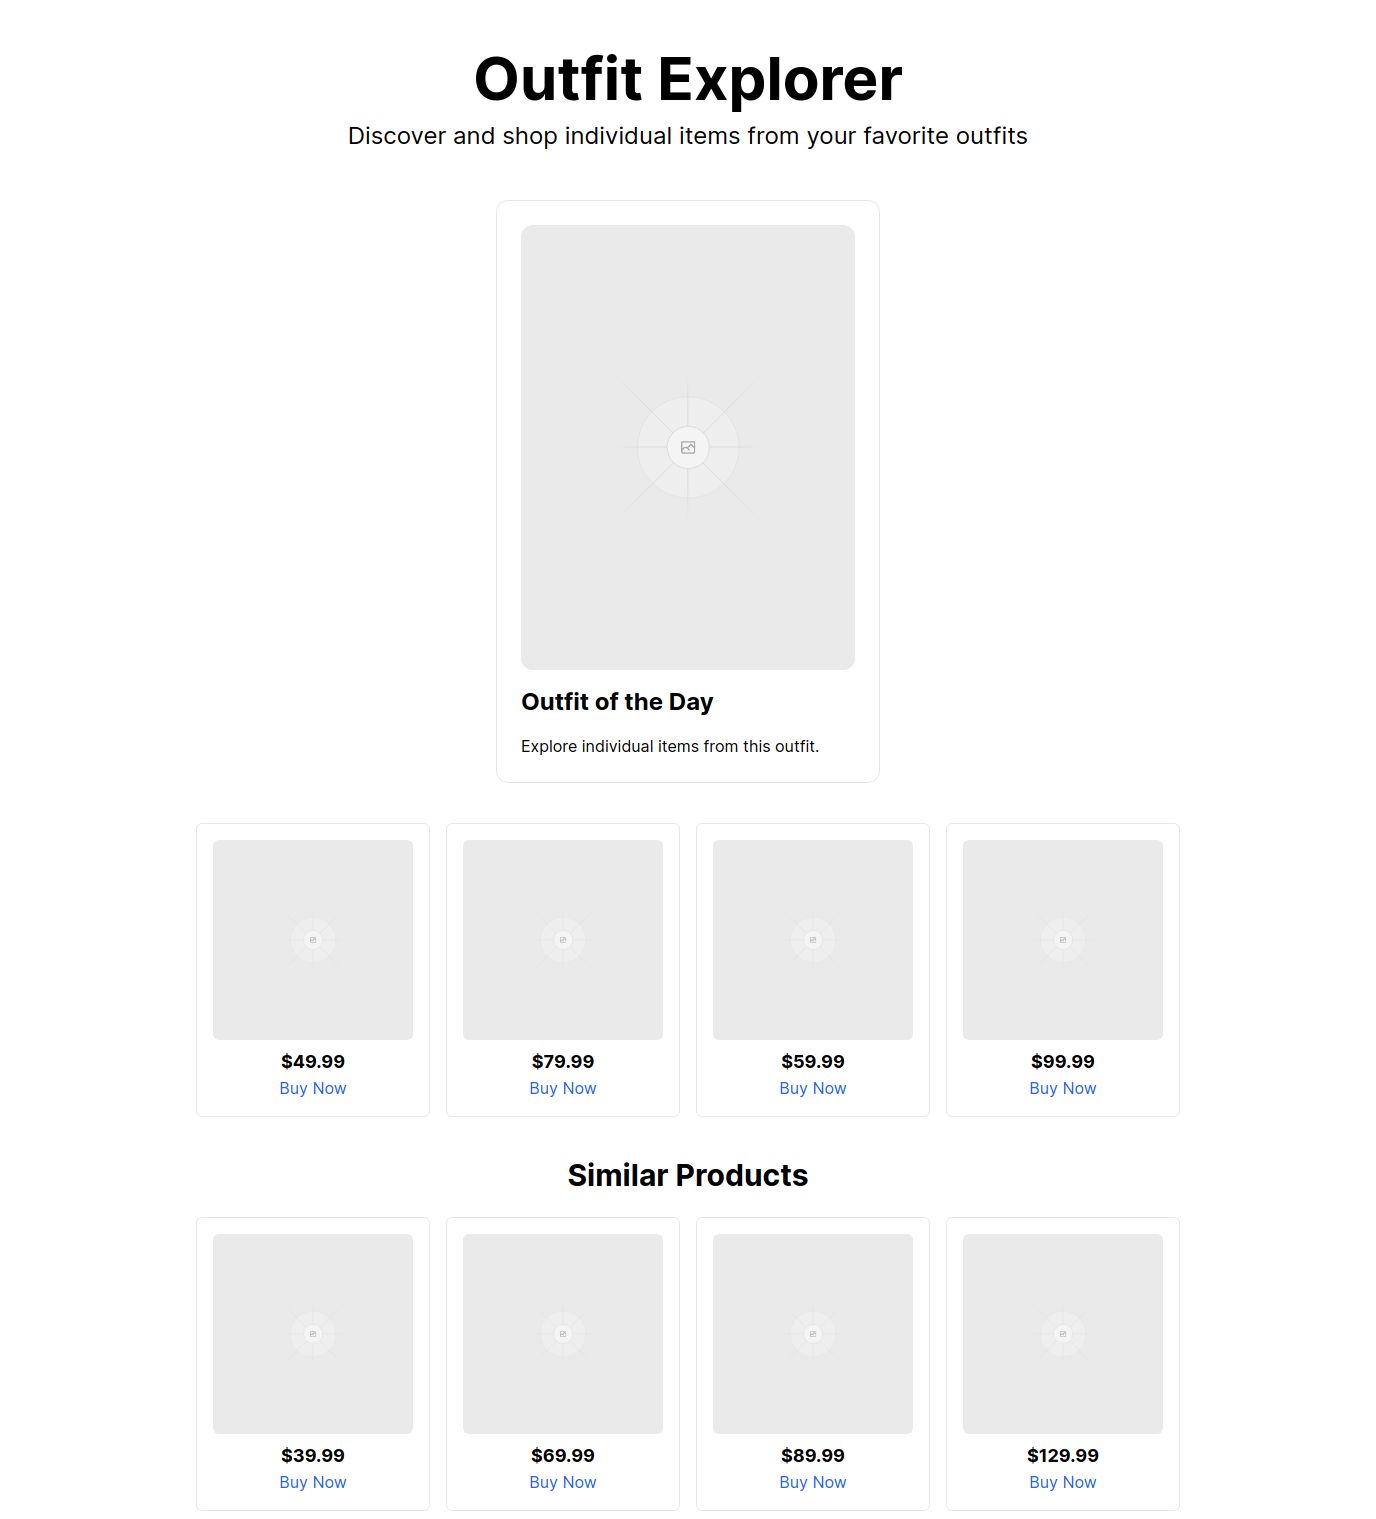 Outfit Explorer
Discover and shop individual items from your favorite outfits
Outfit of the Day
Explore individual items from this outfit.
$49.99
Buy Now
$79.99
Buy Now
$59.99
Buy Now
$99.99
Buy Now
Similar Products
$39.99
Buy Now
$69.99
Buy Now
$89.99
Buy Now
$129.99
Buy Now